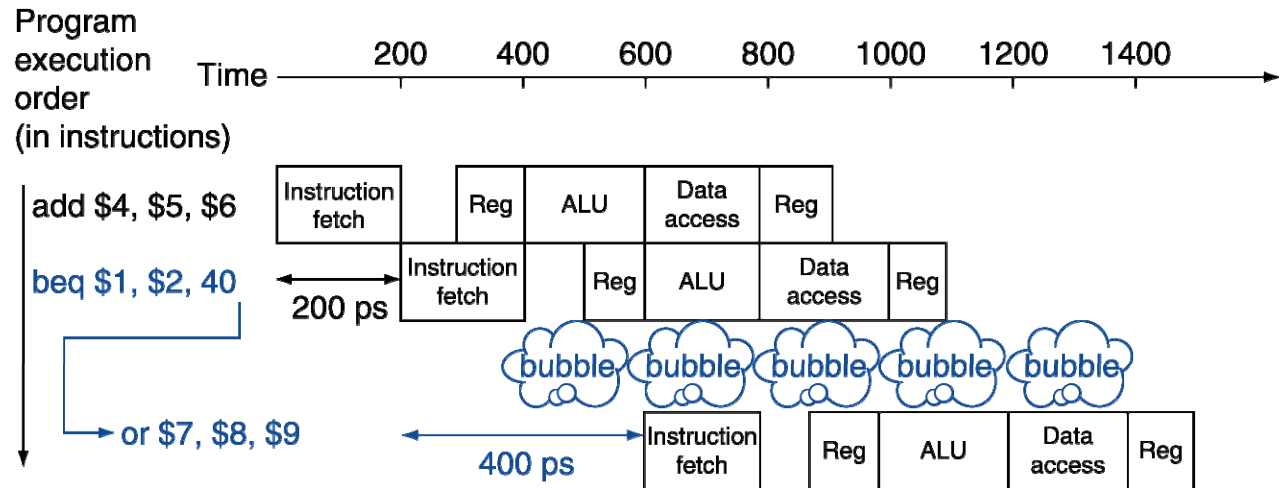 Program
execution
order
(in instructions)
Time
200 400 600 800 1000 1200 1400
add $4, $5, $6
Instruction
fetch
Reg
ALU
Data
access
Reg
beq $1, $2, 40
200 ps
Instruction
fetch
Reg
ALU
Data
access
Reg
bubble bubble bubble bubble bubble
or $7, $8, $9
400 ps
Instruction
fetch
Reg
ALU
Data
access
Reg